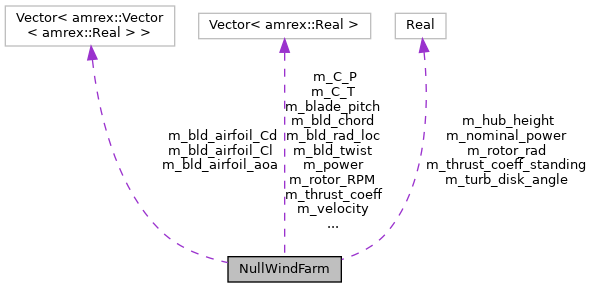 Vector< amrex::Vector
< amrex::Real > >
Vector< amrex::Real >
Real
m_bld_airfoil_Cd
m_bld_airfoil_Cl
m_bld_airfoil_aoa
m_C_P
m_C_T
m_blade_pitch
m_bld_chord
m_bld_rad_loc
m_bld_twist
m_power
m_rotor_RPM
m_thrust_coeff
m_velocity
...
m_hub_height
m_nominal_power
m_rotor_rad
m_thrust_coeff_standing
m_turb_disk_angle
NullWindFarm